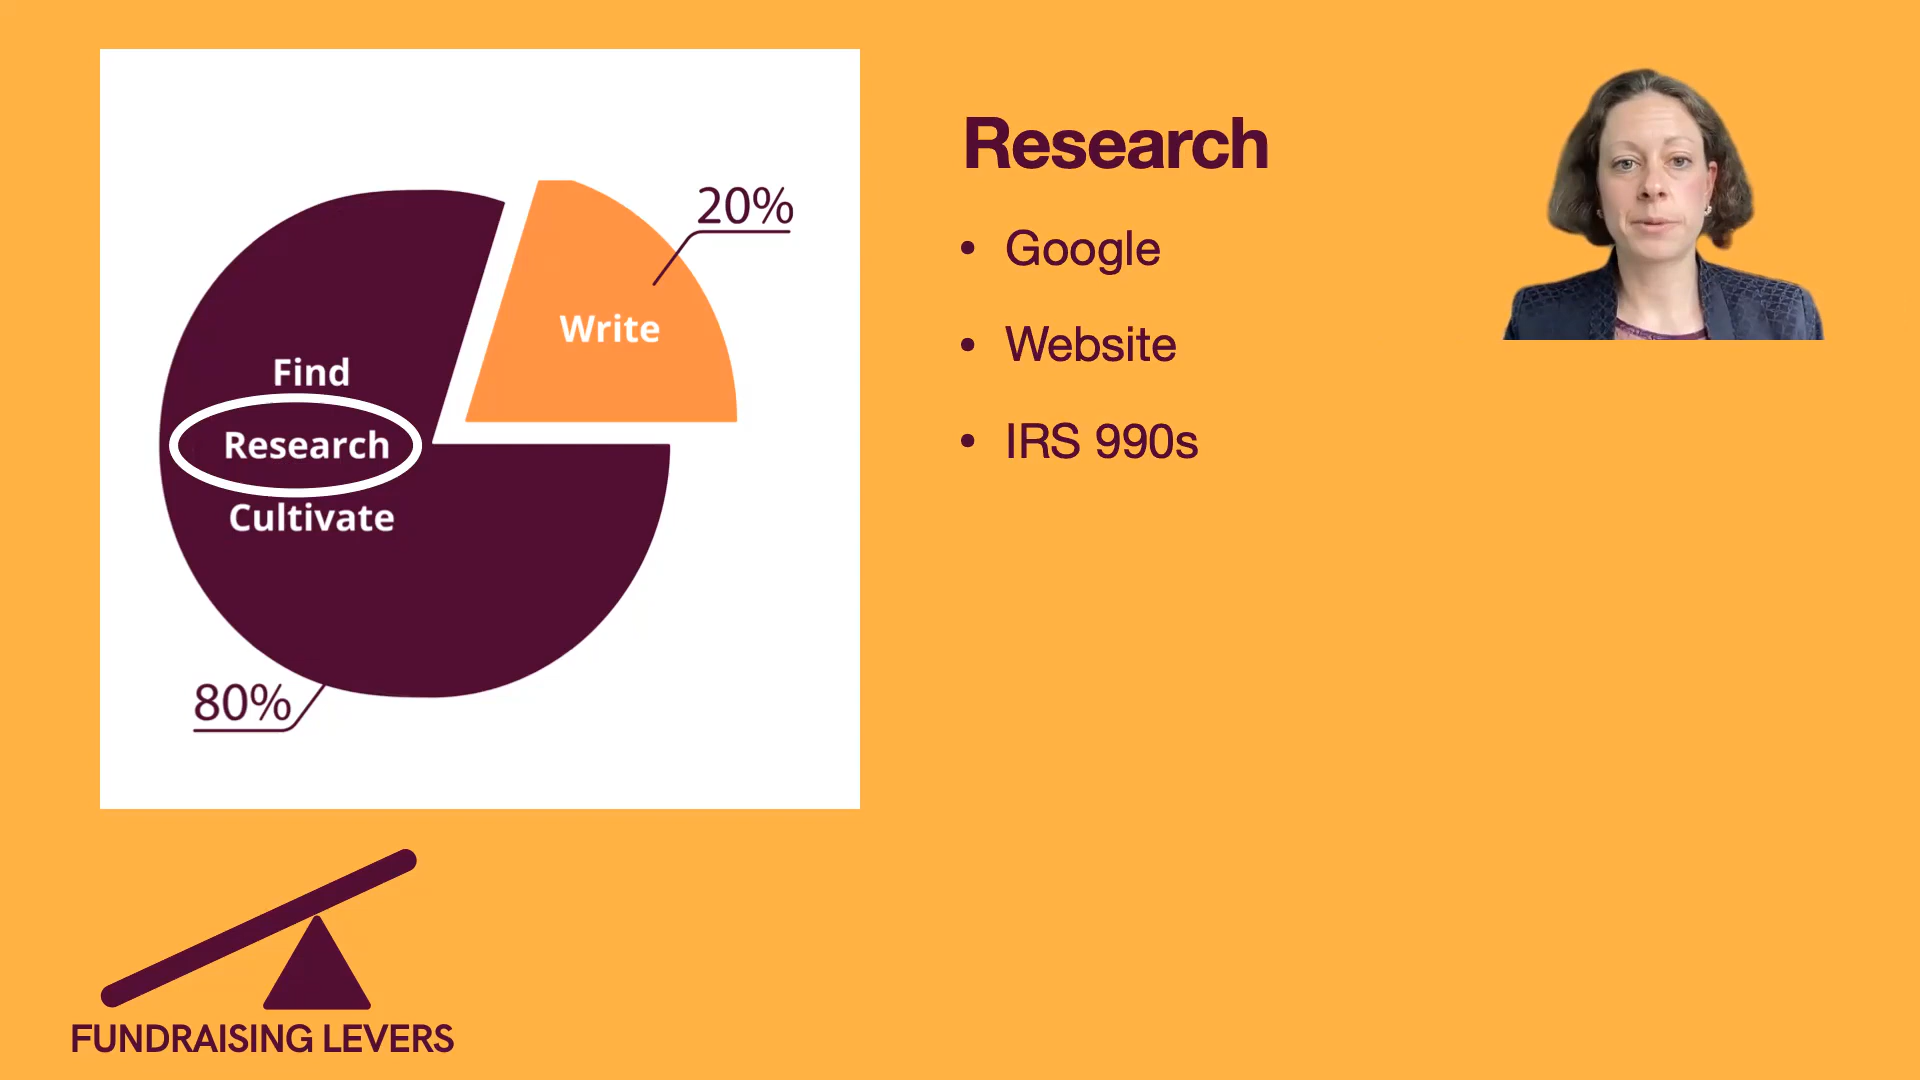 20%
Write
Find
Research
Cultivate
80%
Research
• Google
• Website
• IRS 990s
FUNDRAISING LEVERS